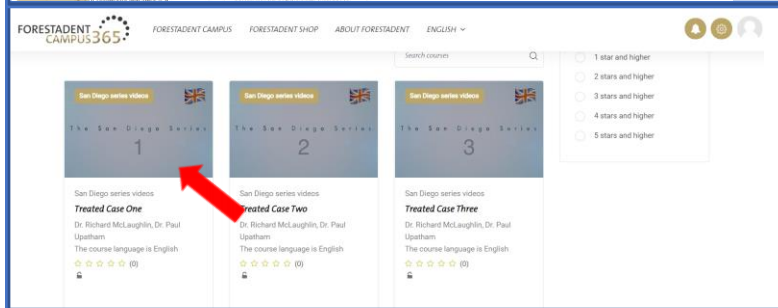 FORESTADENT
CAMPUS365
FORESTADENT CAMPUS
FORESTADENT SHOP
ABOUT FORESTADENT
ENGLISH
Search courses
San Diego series videos
The San Diego Series
1
San Diego series videos
Treated Case One
Dr. Richard McLaughlin, Dr. Paul
Upatham
The course language is English
(0)
San Diego series videos
The San Diego Series
2
San Diego series videos
Treated Case Two
Dr. Richard McLaughlin, Dr. Paul
Upatham
The course language is English
(0)
San Diego series videos
The San Diego Series
3
San Diego series videos
Treated Case Three
Dr. Richard McLaughlin, Dr. Paul
Upatham
The course language is English
(0)
1 star and higher
2 stars and higher
3 stars and higher
4 stars and higher
5 stars and higher